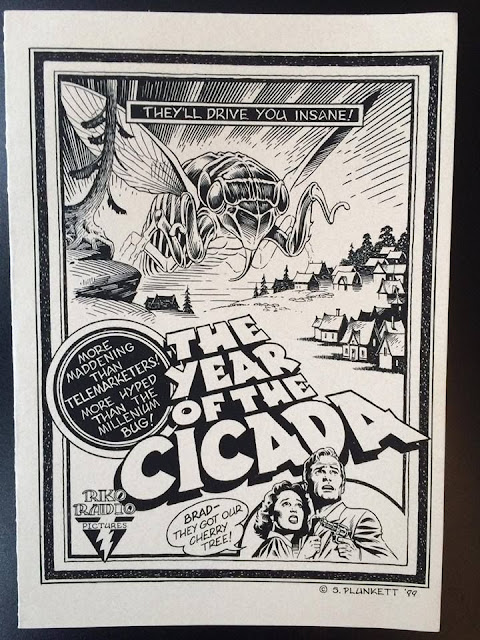 THEY'LL DRIVE YOU INSANE!
MORE
MADDENING
THAN
TELEMARKETERS!
MORE HYPED
THAN THE
MILLENIUM
BUG!
THE
YEAR
OF THE
CICADA
RKO
RADIO
PICTURES
BRAD-
THEY GOT OUR
CHERRY
TREE!
© S. PLUNKETT '99